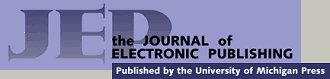 JEP
the JOURNAL of
ELECTRONIC PUBLISHING
Published by the University of Michigan Press